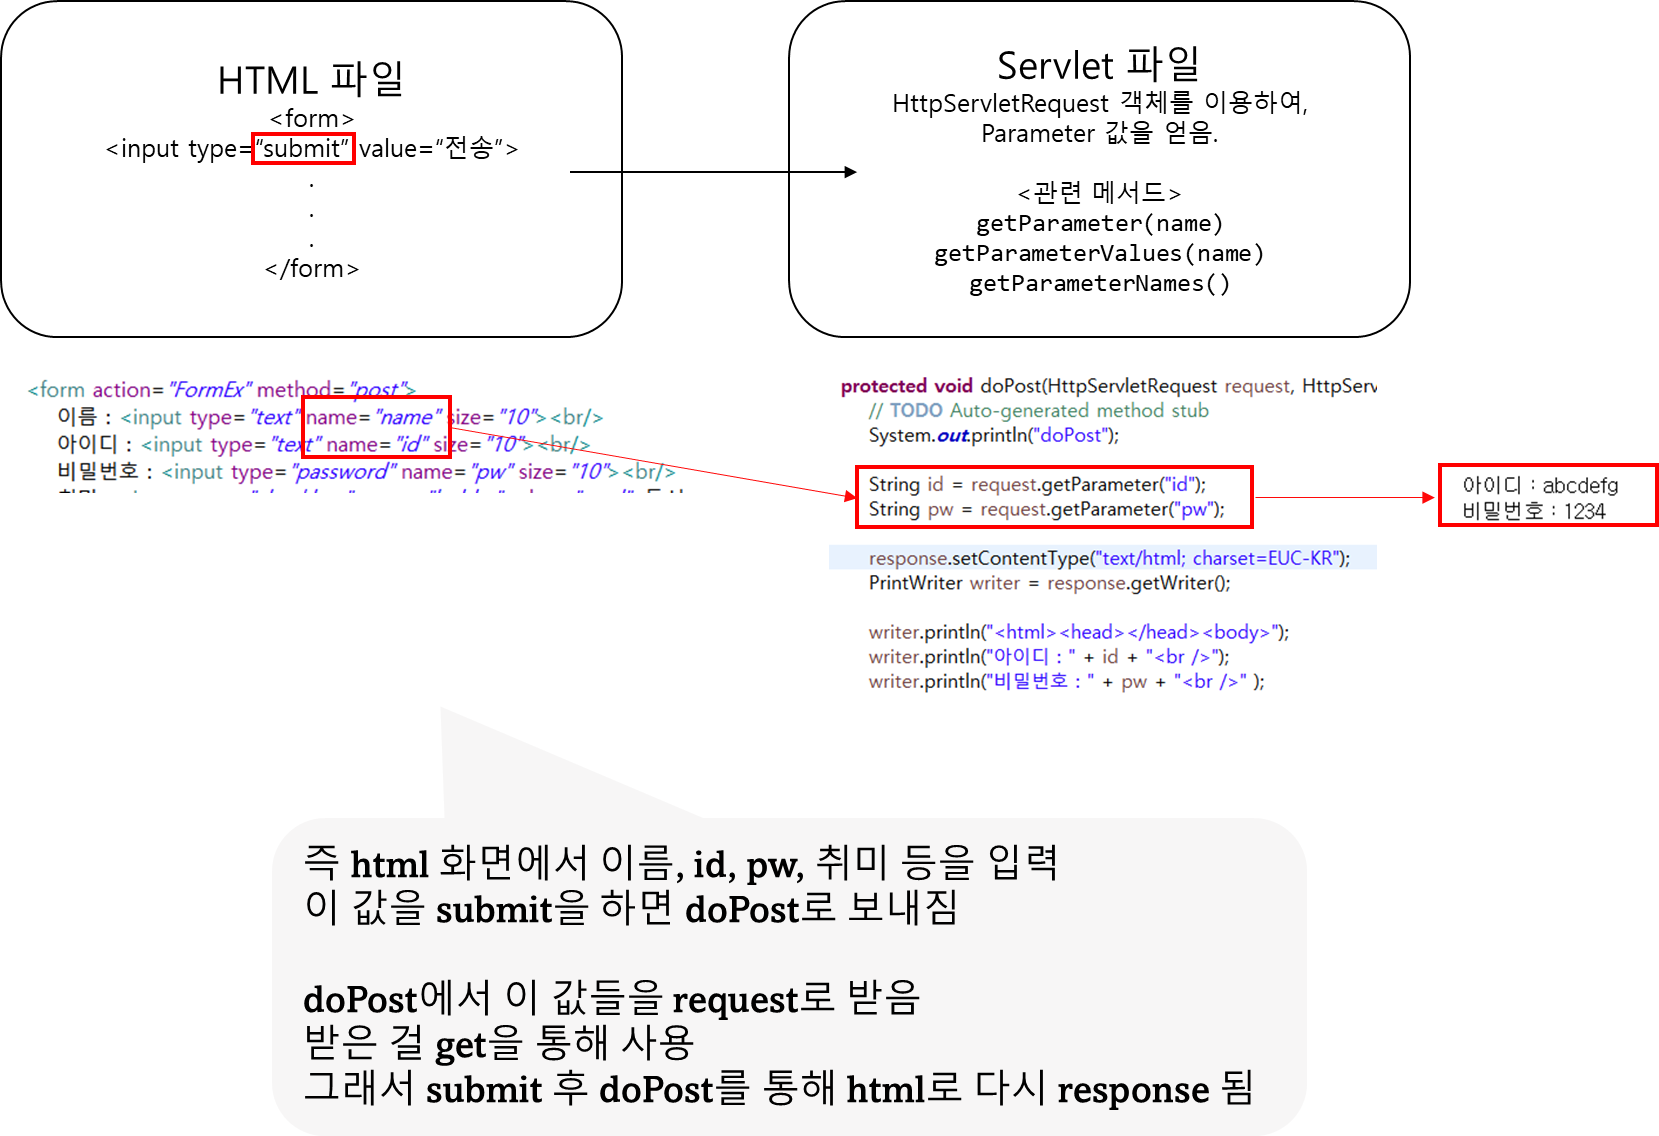 HTML 파일
<form>
<input type=“submit” value=“전송”>
.
.
.
</form>
Servlet 파일
HttpServletRequest 객체를 이용하여,
Parameter 값을 얻음.
<관련 메서드>
getParameter(name)
getParameterValues(name)
getParameterNames()
<form action="FormEx" method="post">
이름 : <input type="text" name="name" size="10"><br/>
아이디 : <input type="text" name="id" size="10"><br/>
비밀번호 : <input type="password" name="pw" size="10"><br/>
protected void doPost(HttpServletRequest request, HttpServ
// TODO Auto-generated method stub
System.out.println("doPost");
String id = request.getParameter("id");
String pw = request.getParameter("pw");
response.setContentType("text/html; charset=EUC-KR");
PrintWriter writer = response.getWriter();
writer.println("<html><head></head><body>");
writer.println("아이디 : " + id + "<br />");
writer.println("비밀번호 : " + pw + "<br />" );
아이디 : abcdefg
비밀번호 : 1234
즉 html 화면에서 이름, id, pw, 취미 등을 입력
이 값을 submit을 하면 doPost로 보내짐
doPost에서 이 값들을 request로 받음
받은 걸 get을 통해 사용
그래서 submit 후 doPost를 통해 html로 다시 response 됨